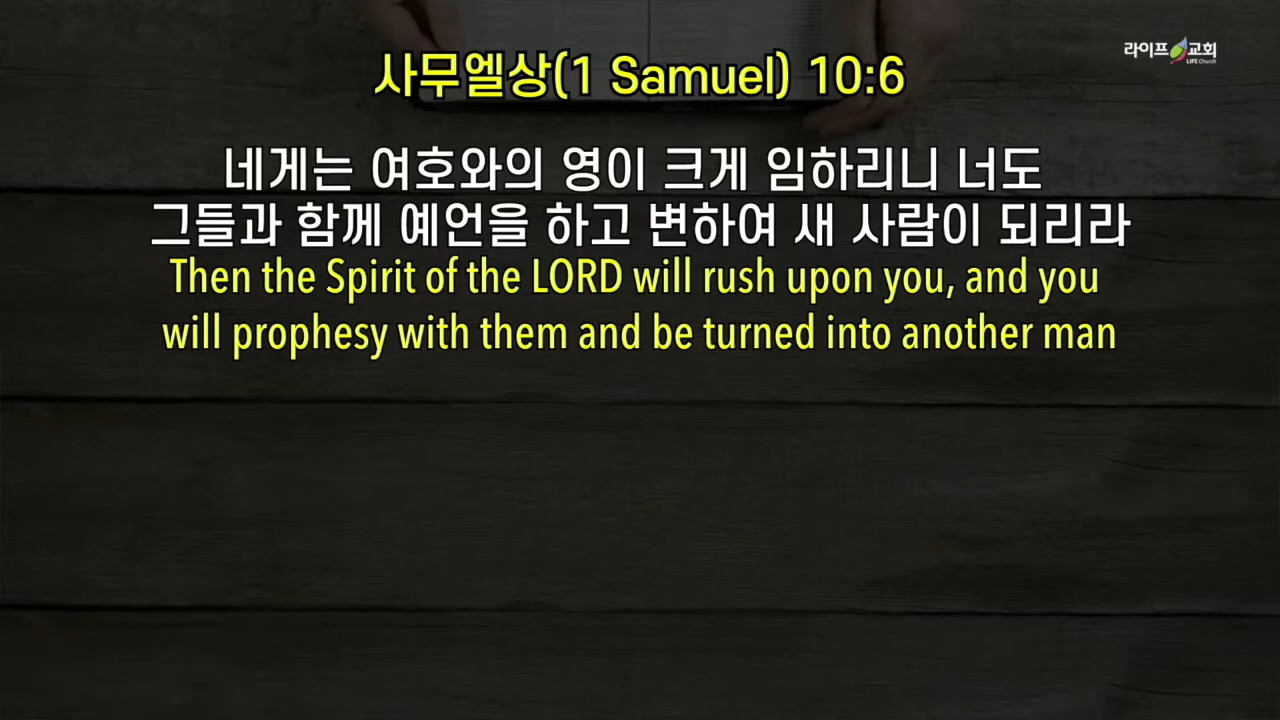 라이프교회
LIFE Church
사무엘상(1 Samuel) 10:6
네게는 여호와의 영이 크게 임하리니 너도
그들과 함께 예언을 하고 변하여 새 사람이 되리라
Then the Spirit of the LORD will rush upon you, and you
will prophesy with them and be turned into another man